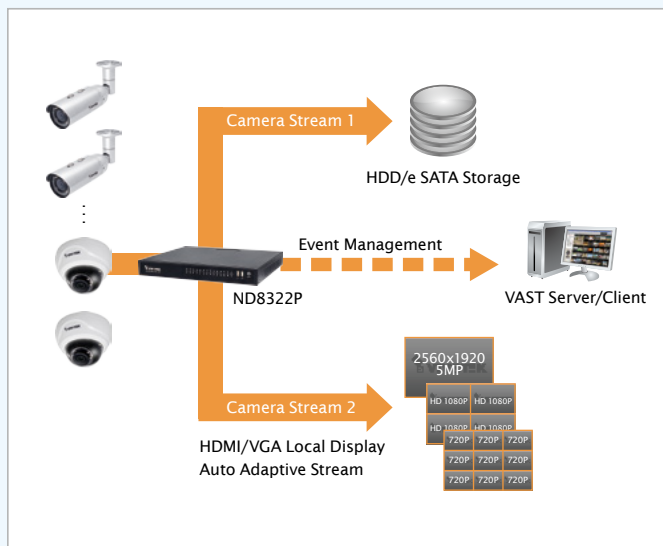 Camera Stream 1
HDD/e SATA Storage
Event Management
ND8322P
VAST Server/Client
2560x1920
5MP
HD 1080P HD 1080P
HD 1080P HD 1080P
720P 720P 720P
720P 720P 720P
720P 720P 720P
Camera Stream 2
HDMI/VGA Local Display
Auto Adaptive Stream